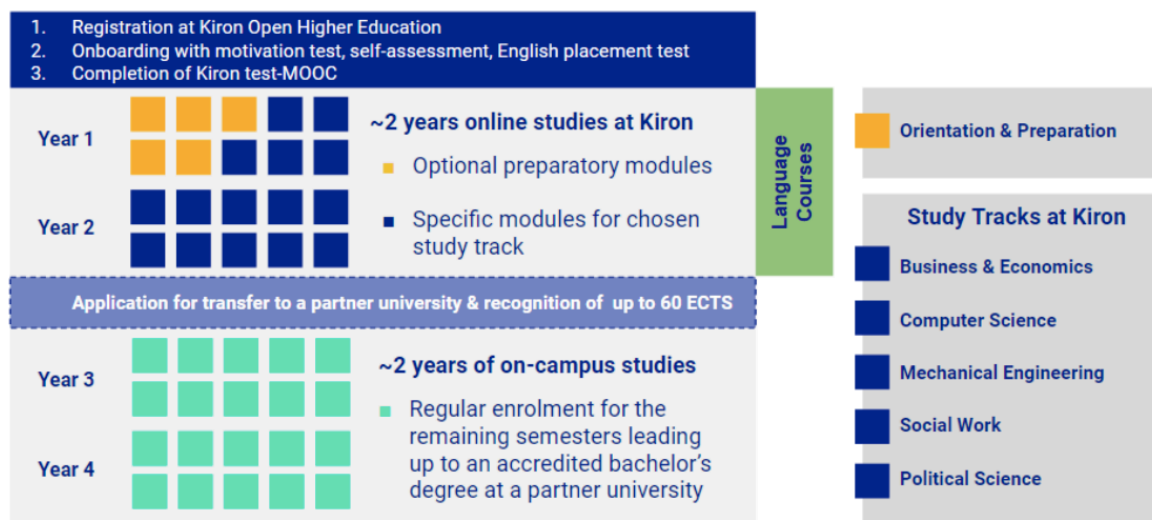 1. Registration at Kiron Open Higher Education
2. Onboarding with motivation test, self-assessment, English placement test
3. Completion of Kiron test-MOOC
Year 1
~2 years online studies at Kiron
Optional preparatory modules
Year 2
Specific modules for chosen
study track
Language
Courses
Application for transfer to a partner university & recognition of up to 60 ECTS
Year 3
~2 years of on-campus studies
Regular enrolment for the
remaining semesters leading
up to an accredited bachelor's
degree at a partner university
Year 4
Orientation & Preparation
Study Tracks at Kiron
Business & Economics
Computer Science
Mechanical Engineering
Social Work
Political Science